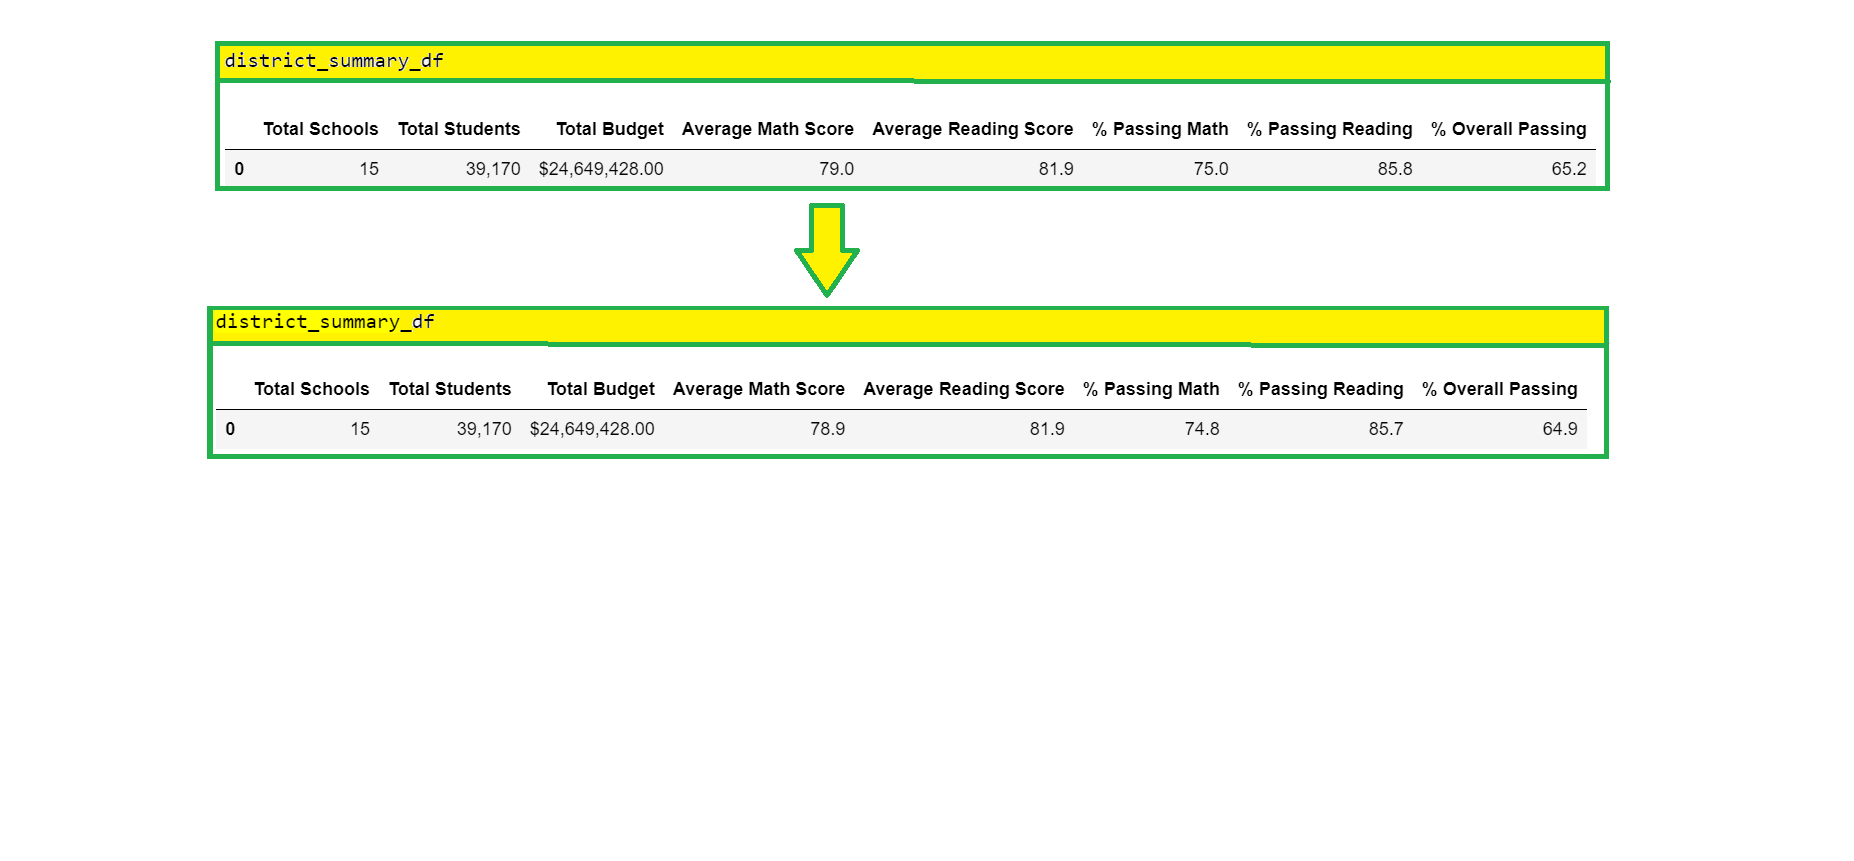 district_summary_df
Total Schools Total Students Total Budget Average Math Score Average Reading Score % Passing Math % Passing Reading % Overall Passing
0 15 39,170 $24,649,428.00 79.0 81.9 75.0 85.8 65.2
district_summary_df
Total Schools Total Students Total Budget Average Math Score Average Reading Score % Passing Math % Passing Reading % Overall Passing
0 15 39,170 $24,649,428.00 78.9 81.9 74.8 85.7 64.9